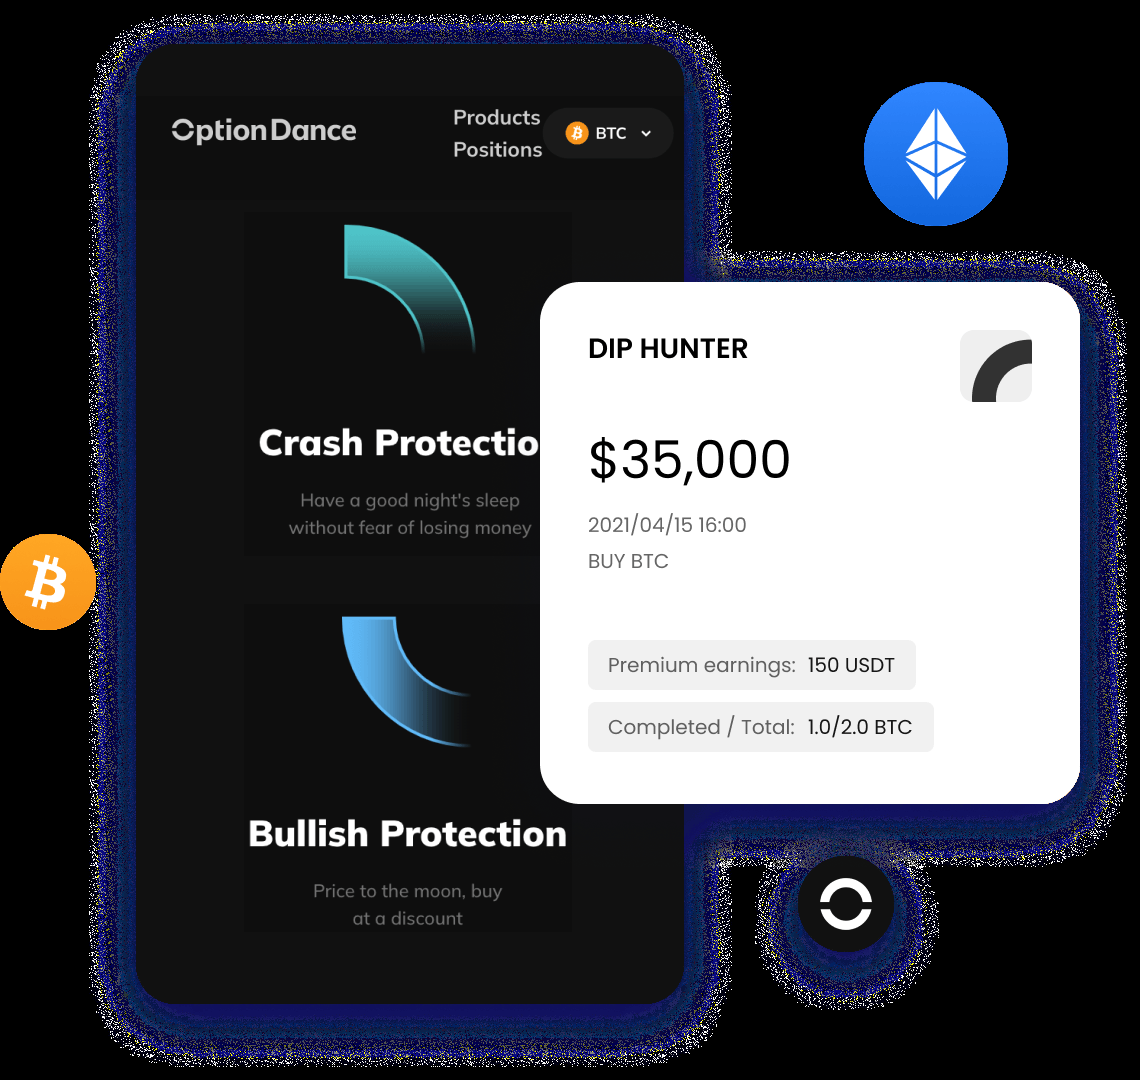 OptionDance
Products
Positions
BTC
Crash Protectio
Have a good night's sleep
without fear of losing money
Bullish Protection
Price to the moon, buy
at a discount
DIP HUNTER
$35,000
2021/04/15 16:00
BUY BTC
Premium earnings: 150 USDT
Completed / Total: 1.0/2.0 BTC